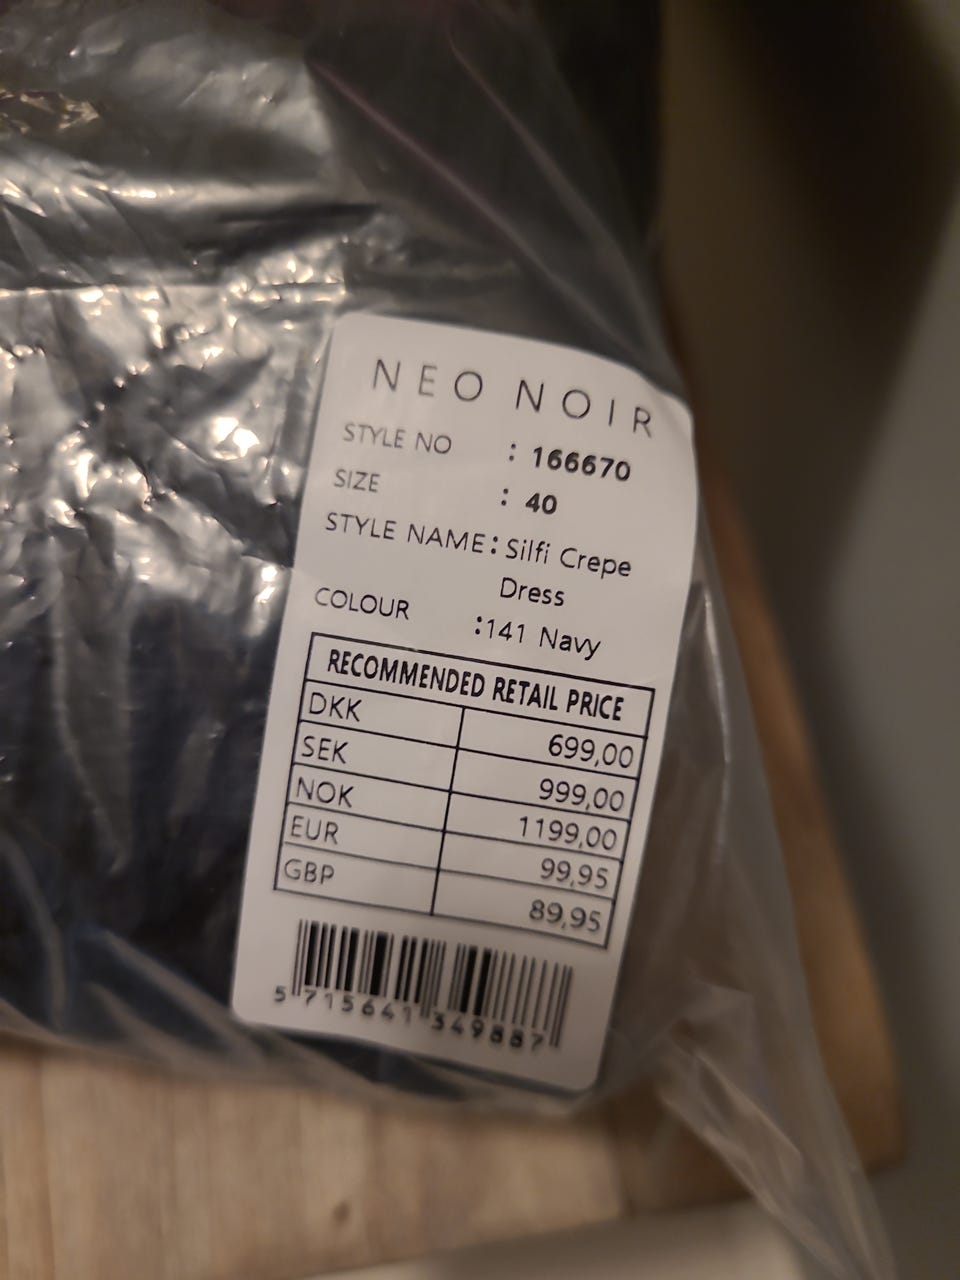 NEO NOIR
STYLE NO : 166670
SIZE : 40
STYLE NAME: Silfi Crepe
Dress
COLOUR :141 Navy
RECOMMENDED RETAIL PRICE
DKK 699,00
SEK 999,00
NOK 1199,00
EUR 99,95
GBP 89,95
5 715641 349887